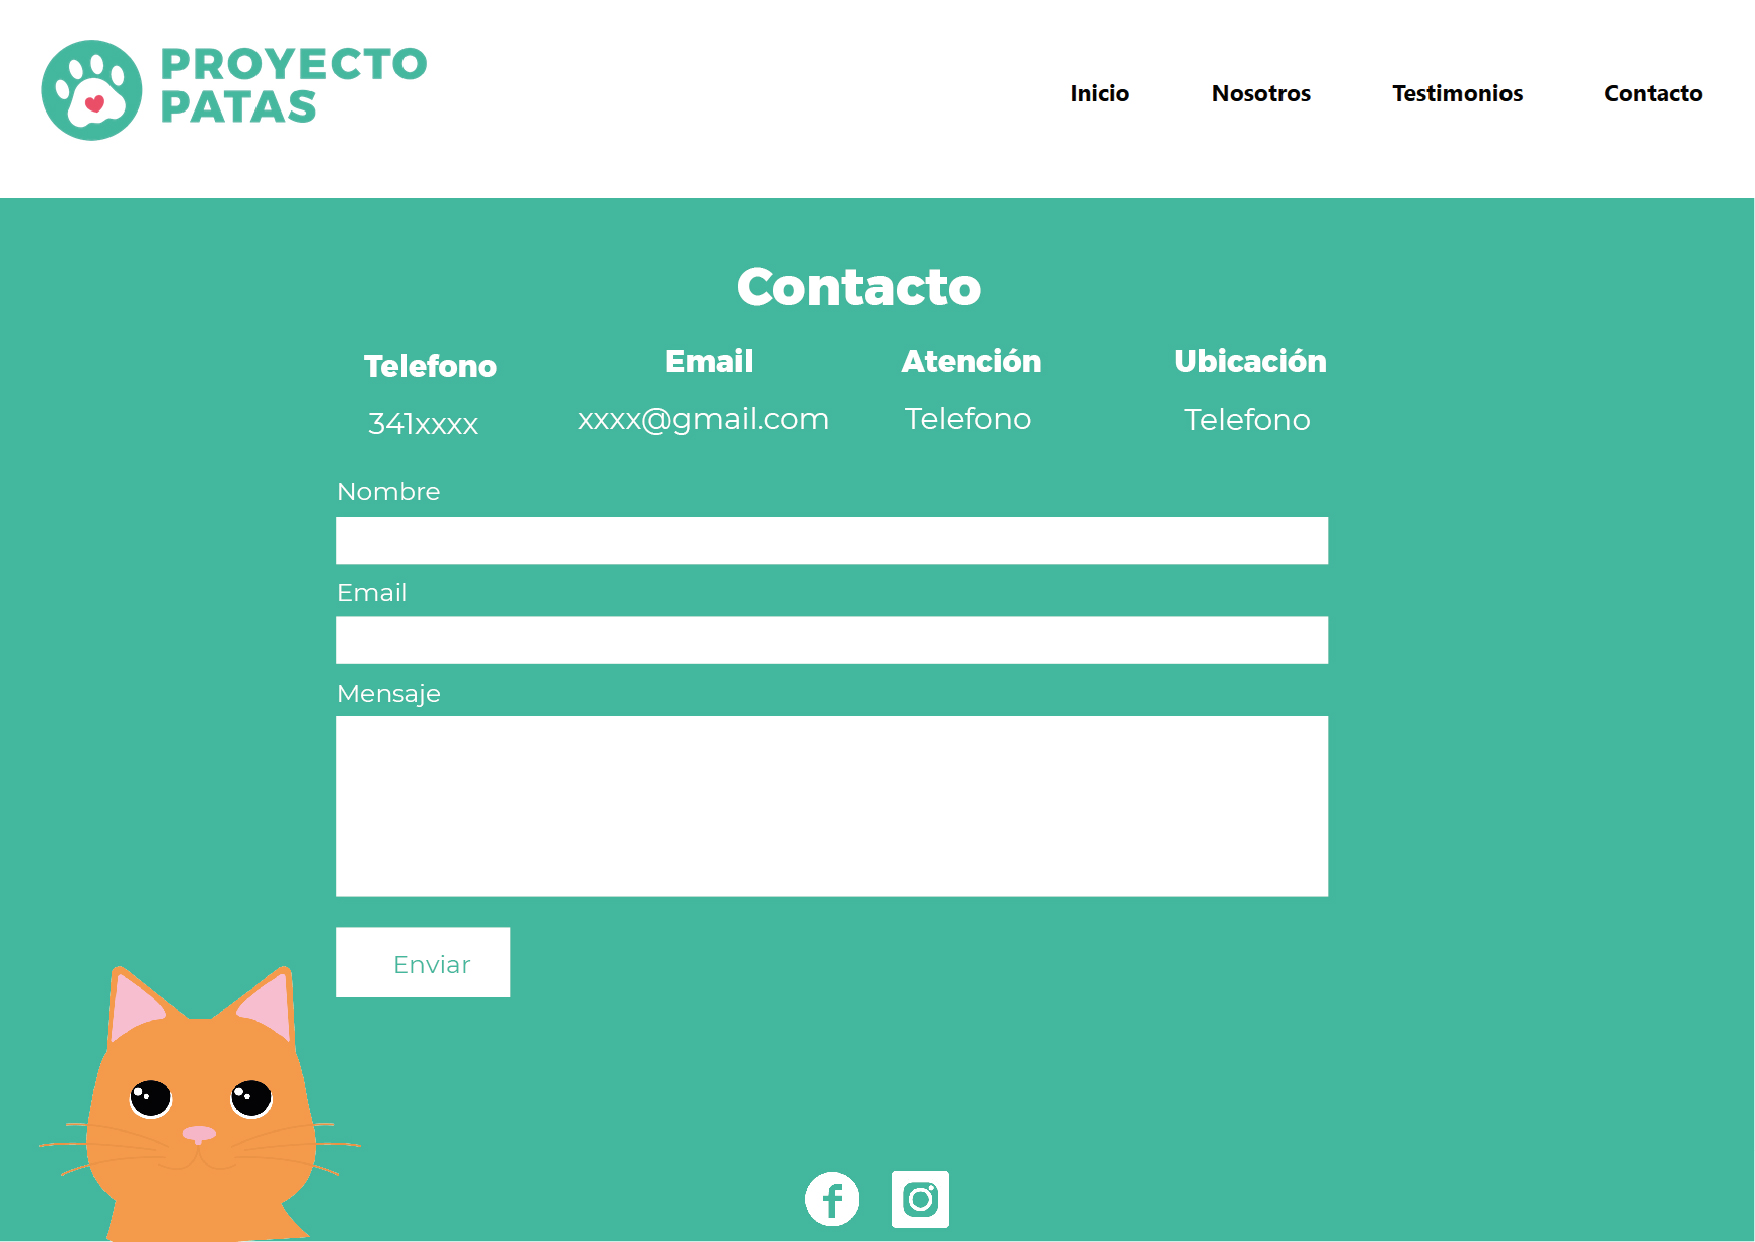 PROYECTO
PATAS
Inicio Nosotros Testimonios Contacto
Contacto
Telefono Email Atención Ubicación
341xxxx xxxx@gmail.com Telefono Telefono
Nombre
Email
Mensaje
Enviar